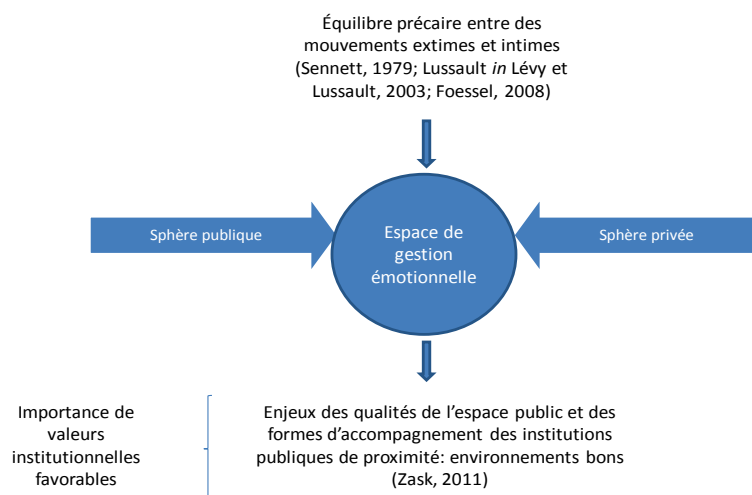 Équilibre précaire entre des
mouvements extimes et intimes
(Sennett, 1979; Lussault in Lévy et
Lussault, 2003; Foessel, 2008)
Sphère publique
Espace de
gestion
émotionnelle
Sphère privée
Importance de
valeurs
institutionnelles
favorables
Enjeux des qualités de l'espace public et des
formes d'accompagnement des institutions
publiques de proximité: environnements bons
(Zask, 2011)